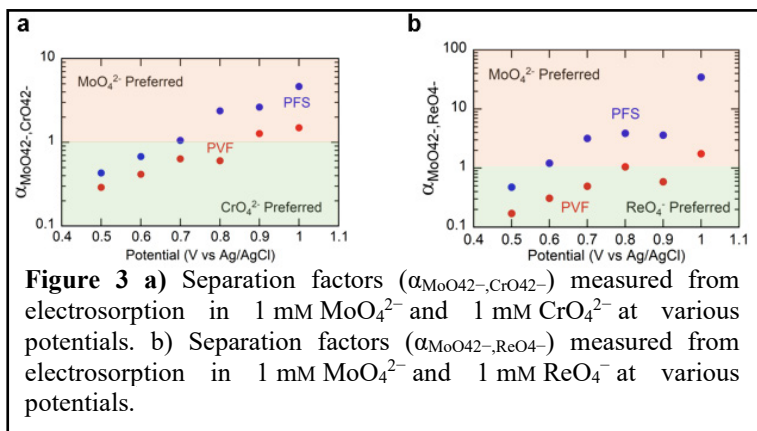 a
10
MoO₄²⁻ Preferred
PFS
1
PVF
CrO₄²⁻ Preferred
0.1
0.4 0.5 0.6 0.7 0.8 0.9 1 1.1
Potential (V vs Ag/AgCl)
αMoO42-,CrO42-
b
100
MoO₄²⁻ Preferred
10
PFS
1
PVF
ReO₄⁻ Preferred
0.1
0.4 0.5 0.6 0.7 0.8 0.9 1 1.1
Potential (V vs Ag/AgCl)
αMoO42-,ReO4-
Figure 3 a) Separation factors (αMoO42−,CrO42−) measured from
electrosorption in 1 mM MoO₄²⁻ and 1 mM CrO₄²⁻ at various
potentials. b) Separation factors (αMoO42−,ReO4−) measured from
electrosorption in 1 mM MoO₄²⁻ and 1 mM ReO₄⁻ at various
potentials.